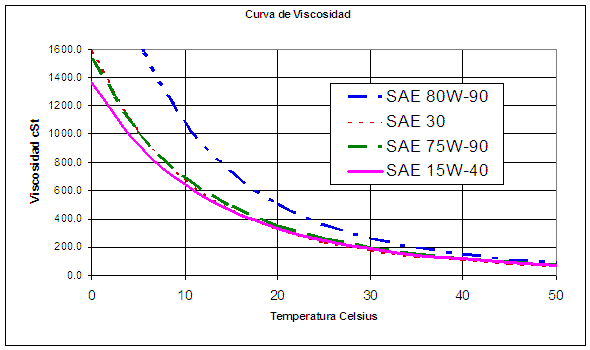 Curva de Viscosidad
Viscosidad cSt
1600.0
1400.0
1200.0
1000.0
800.0
600.0
400.0
200.0
0.0
SAE 80W-90
SAE 30
SAE 75W-90
SAE 15W-40
0 10 20 30 40 50
Temperatura Celsius